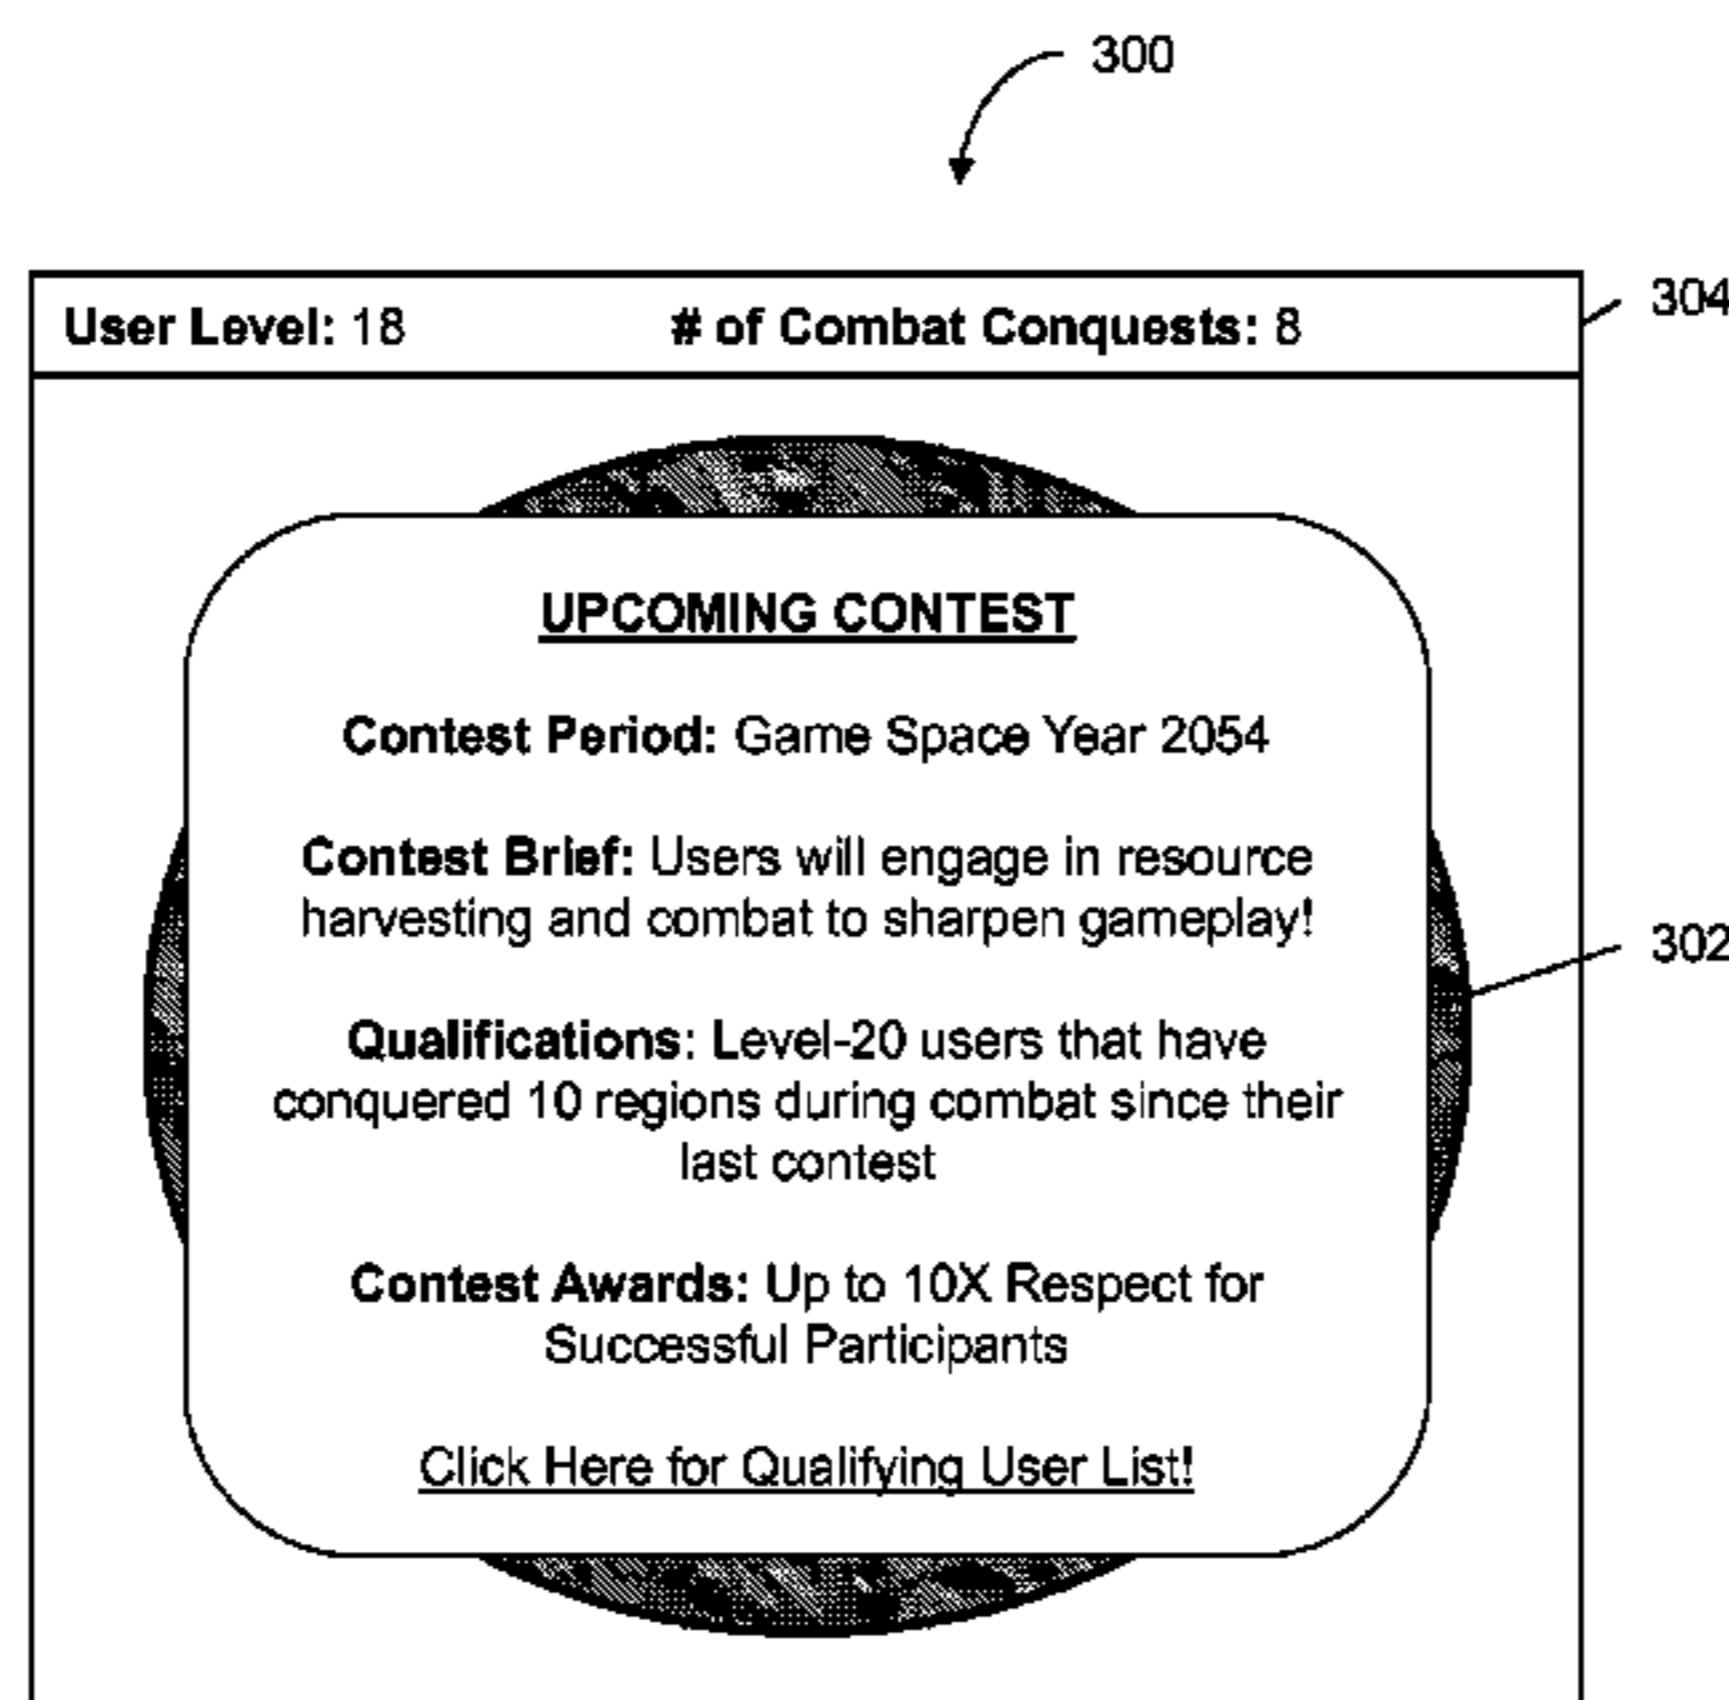 300
304
User Level: 18 # of Combat Conquests: 8
UPCOMING CONTEST
Contest Period: Game Space Year 2054
Contest Brief: Users will engage in resource
harvesting and combat to sharpen gameplay!
302
Qualifications: Level-20 users that have
conquered 10 regions during combat since their
last contest
Contest Awards: Up to 10X Respect for
Successful Participants
Click Here for Qualifying User List!